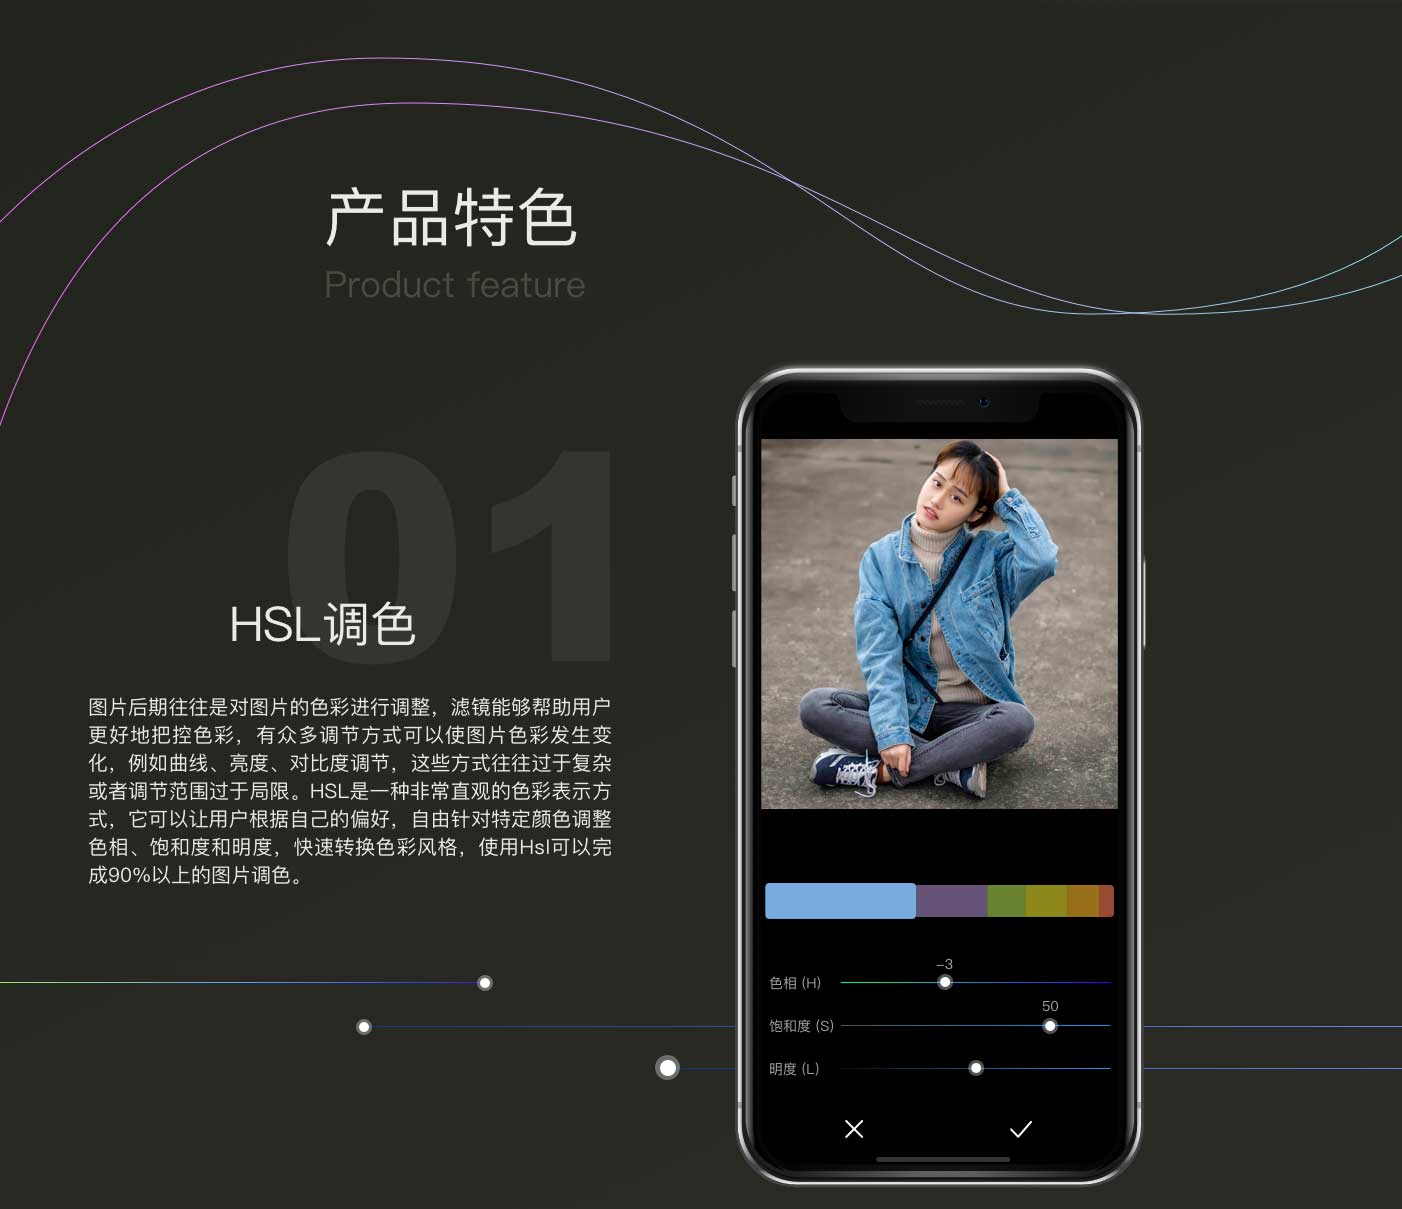 产品特色
Product feature
01
HSL调色
图片后期往往是对图片的色彩进行调整，滤镜能够帮助用户
更好地把控色彩，有众多调节方式可以使图片色彩发生变
化，例如曲线、亮度、对比度调节，这些方式往往过于复杂
或者调节范围过于局限。HSL是一种非常直观的色彩表示方
式，它可以让用户根据自己的偏好，自由针对特定颜色调整
色相、饱和度和明度，快速转换色彩风格，使用Hsl可以完
成90%以上的图片调色。
-3
色相 (H)
50
饱和度 (S)
明度 (L)